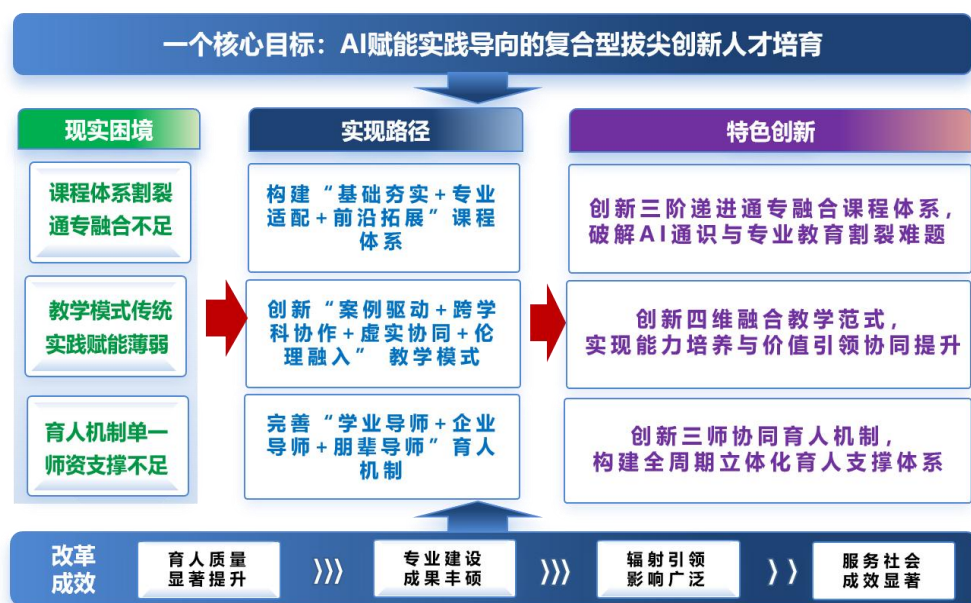 一个核心目标：AI赋能实践导向的复合型拔尖创新人才培育
现实困境
课程体系割裂
通专融合不足
教学模式传统
实践赋能薄弱
育人机制单一
师资支撑不足
实现路径
构建“基础夯实+专业
适配+前沿拓展”课程
体系
创新“案例驱动+跨学
科协作+虚实协同+伦
理融入” 教学模式
完善“学业导师+企业
导师+朋辈导师”育人
机制
特色创新
创新三阶递进通专融合课程体系，
破解AI通识与专业教育割裂难题
创新四维融合教学范式，
实现能力培养与价值引领协同提升
创新三师协同育人机制，
构建全周期立体化育人支撑体系
改革
成效
育人质量
显著提升
专业建设
成果丰硕
辐射引领
影响广泛
服务社会
成效显著